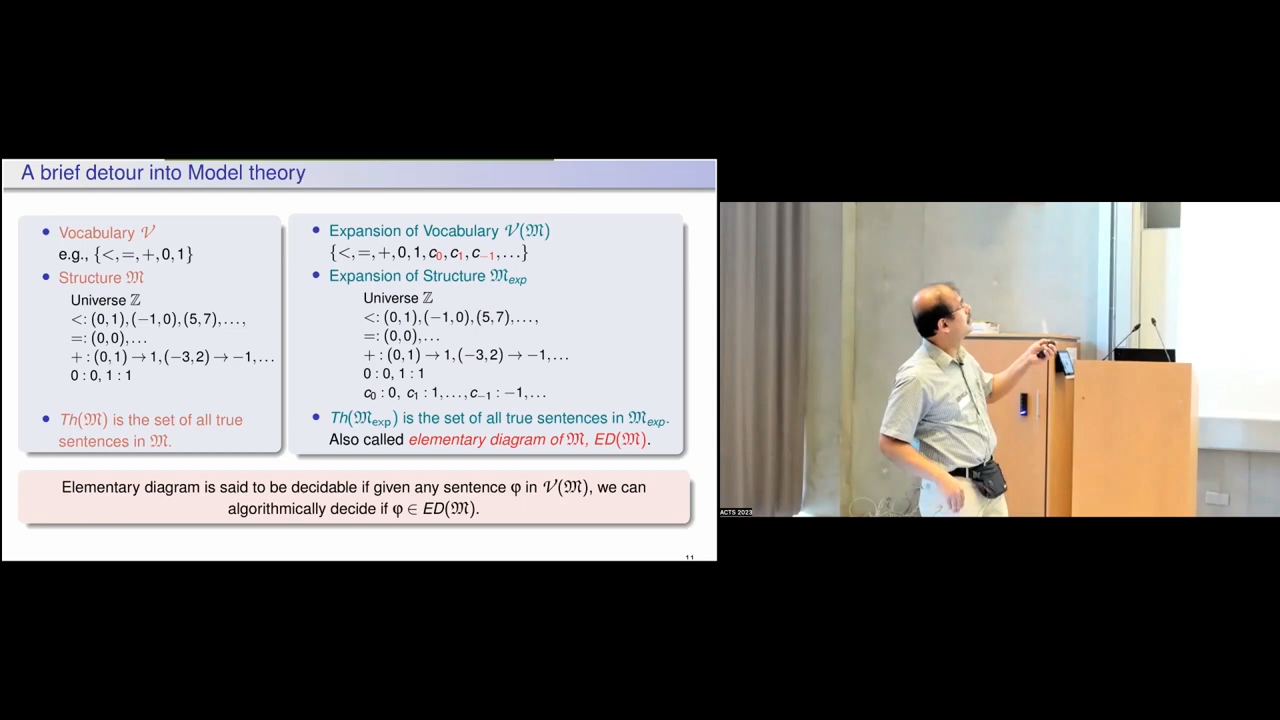 A brief detour into Model theory
• Vocabulary 𝒱
e.g., {<,=,+,0,1}
• Structure 𝔐
Universe ℤ
<: (0,1),(−1,0),(5,7),...,
=: (0,0),...
+ : (0,1) → 1,(−3,2) → −1,...
0 : 0, 1 : 1
• Th(𝔐) is the set of all true
sentences in 𝔐.
• Expansion of Vocabulary 𝒱(𝔐)
{<,=,+,0,1,c₀,c₁,c₋₁,...}
• Expansion of Structure 𝔐exp
Universe ℤ
<: (0,1),(−1,0),(5,7),...,
=: (0,0),...
+ : (0,1) → 1,(−3,2) → −1,...
0 : 0, 1 : 1
c₀ : 0, c₁ : 1,...,c₋₁ : −1,...
• Th(𝔐exp) is the set of all true sentences in 𝔐exp.
Also called elementary diagram of 𝔐, ED(𝔐).
Elementary diagram is said to be decidable if given any sentence φ in 𝒱(𝔐), we can
algorithmically decide if φ ∈ ED(𝔐).
11
ACTS 2023